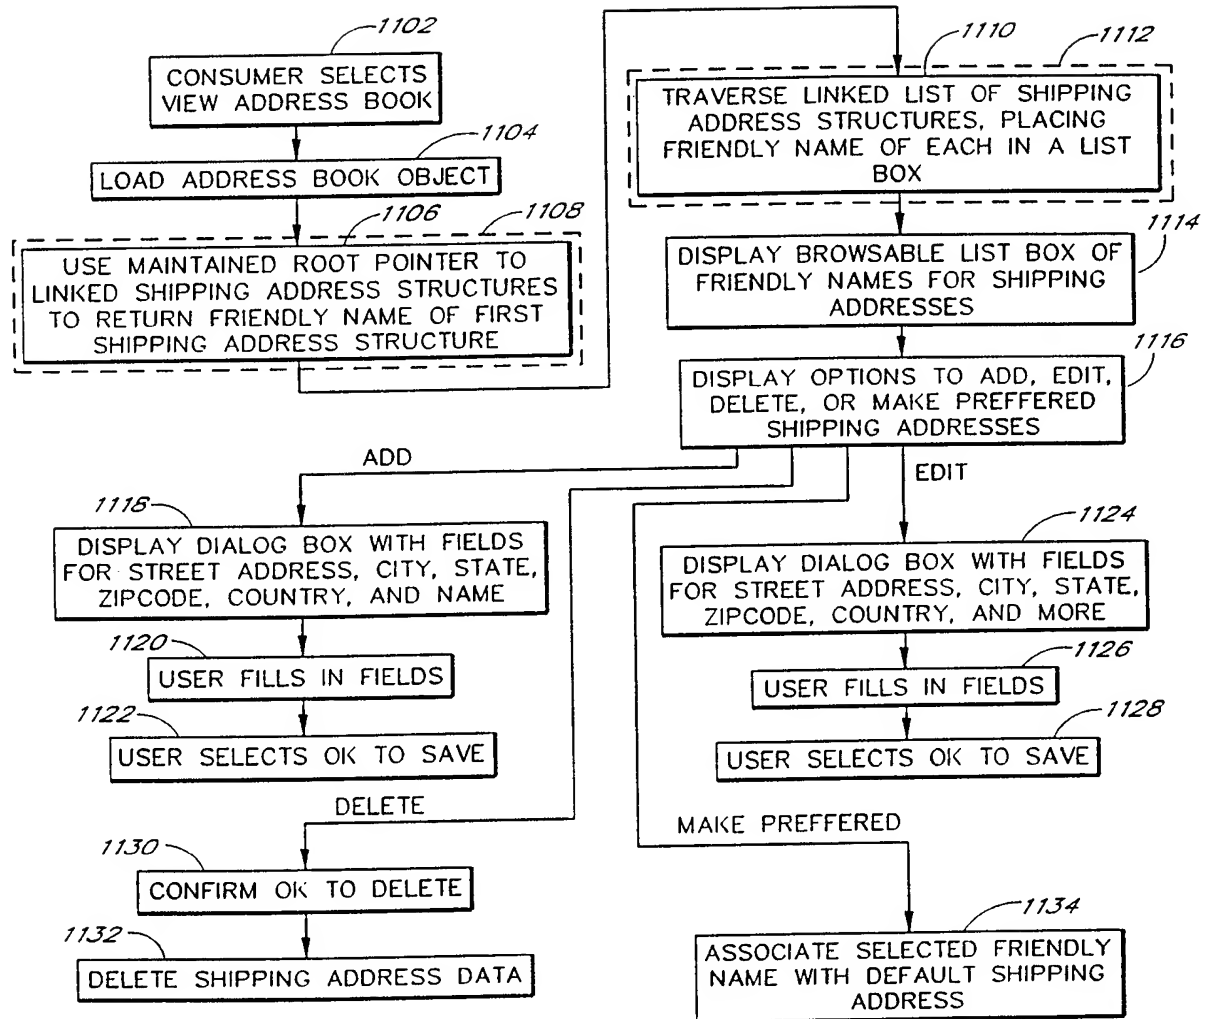 1102
CONSUMER SELECTS
VIEW ADDRESS BOOK
1104
LOAD ADDRESS BOOK OBJECT
1106
1108
USE MAINTAINED ROOT POINTER TO
LINKED SHIPPING ADDRESS STRUCTURES
TO RETURN FRIENDLY NAME OF FIRST
SHIPPING ADDRESS STRUCTURE
1110
1112
TRAVERSE LINKED LIST OF SHIPPING
ADDRESS STRUCTURES, PLACING
FRIENDLY NAME OF EACH IN A LIST
BOX
1114
DISPLAY BROWSABLE LIST BOX OF
FRIENDLY NAMES FOR SHIPPING
ADDRESSES
1116
DISPLAY OPTIONS TO ADD, EDIT,
DELETE, OR MAKE PREFFERED
SHIPPING ADDRESSES
ADD
1118
DISPLAY DIALOG BOX WITH FIELDS
FOR STREET ADDRESS, CITY, STATE,
ZIPCODE, COUNTRY, AND NAME
1120
USER FILLS IN FIELDS
1122
USER SELECTS OK TO SAVE
EDIT
1124
DISPLAY DIALOG BOX WITH FIELDS
FOR STREET ADDRESS, CITY, STATE,
ZIPCODE, COUNTRY, AND MORE
1126
USER FILLS IN FIELDS
1128
USER SELECTS OK TO SAVE
DELETE
1130
CONFIRM OK TO DELETE
1132
DELETE SHIPPING ADDRESS DATA
MAKE PREFFERED
1134
ASSOCIATE SELECTED FRIENDLY
NAME WITH DEFAULT SHIPPING
ADDRESS